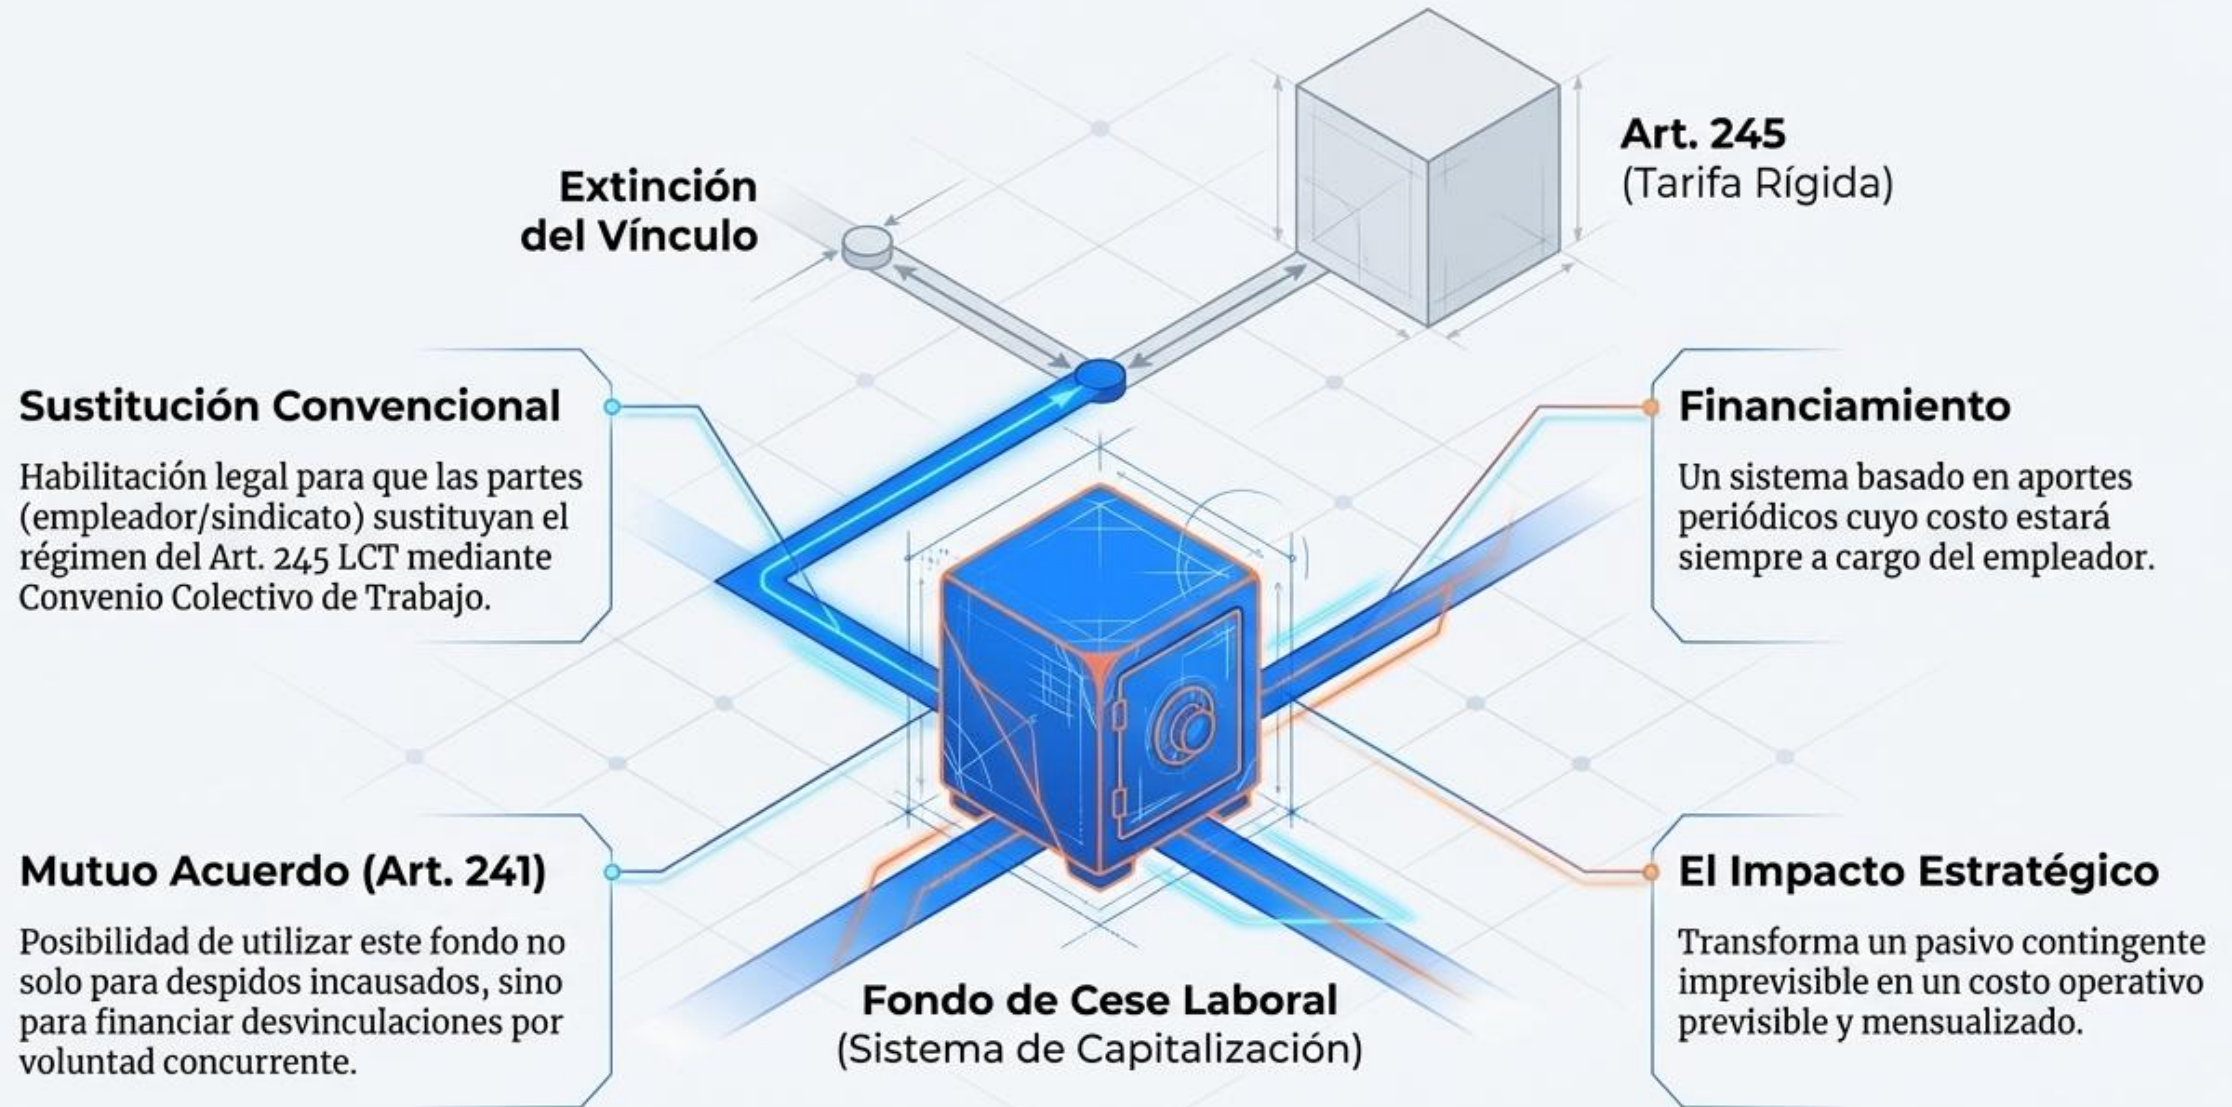 Extinción
del Vínculo
Art. 245
(Tarifa Rígida)
Sustitución Convencional
Habilitación legal para que las partes
(empleador/sindicato) sustituyan el
régimen del Art. 245 LCT mediante
Convenio Colectivo de Trabajo.
Financiamiento
Un sistema basado en aportes
periódicos cuyo costo estará
siempre a cargo del empleador.
Mutuo Acuerdo (Art. 241)
Posibilidad de utilizar este fondo no
solo para despidos incausados, sino
para financiar desvinculaciones por
voluntad concurrente.
Fondo de Cese Laboral
(Sistema de Capitalización)
El Impacto Estratégico
Transforma un pasivo contingente
imprevisible en un costo operativo
previsible y mensualizado.